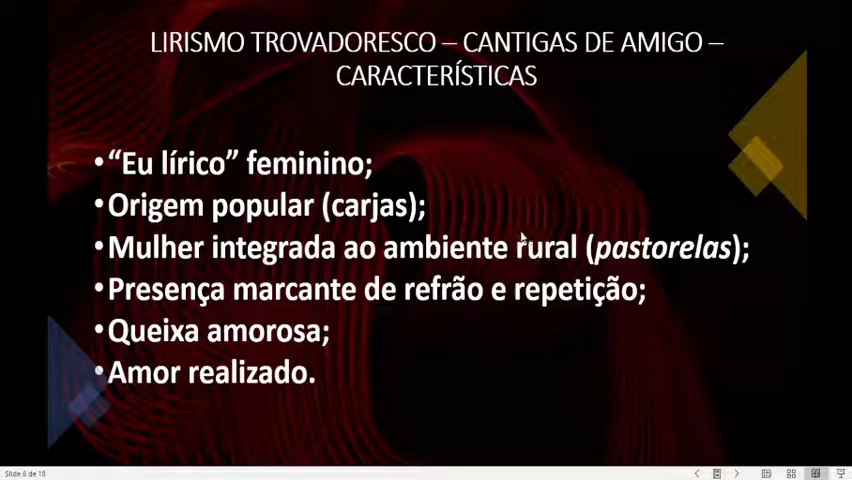 LIRISMO TROVADORESCO – CANTIGAS DE AMIGO –
CARACTERÍSTICAS
•“Eu lírico” feminino;
•Origem popular (carjas);
•Mulher integrada ao ambiente rural (pastorelas);
•Presença marcante de refrão e repetição;
•Queixa amorosa;
•Amor realizado.
Slide 6 de 18